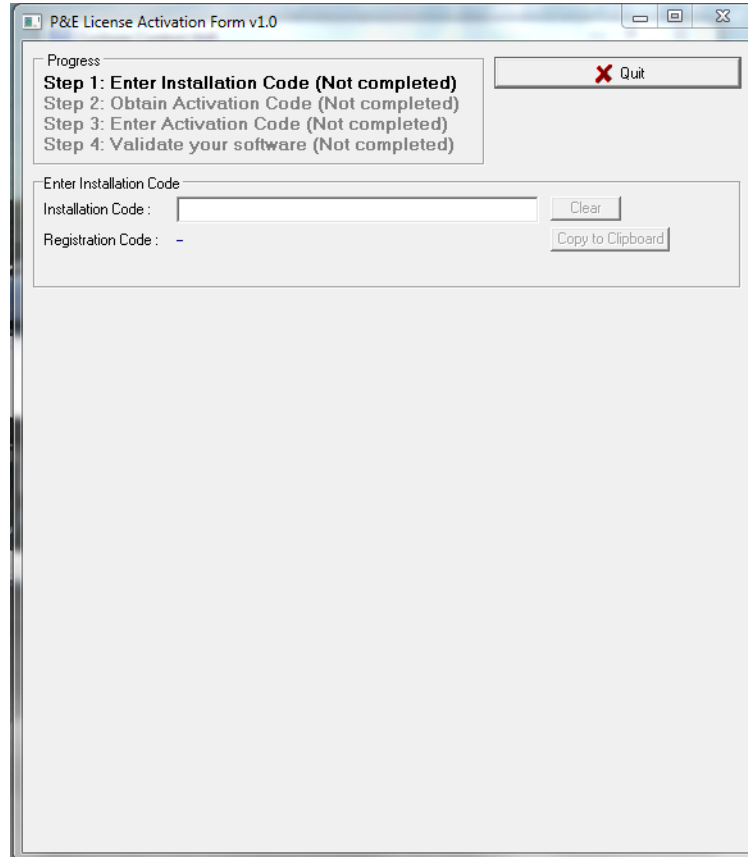 P&E License Activation Form v1.0
Progress
Step 1: Enter Installation Code (Not completed)
Step 2: Obtain Activation Code (Not completed)
Step 3: Enter Activation Code (Not completed)
Step 4: Validate your software (Not completed)
Quit
Enter Installation Code
Installation Code :
Clear
Registration Code : -
Copy to Clipboard